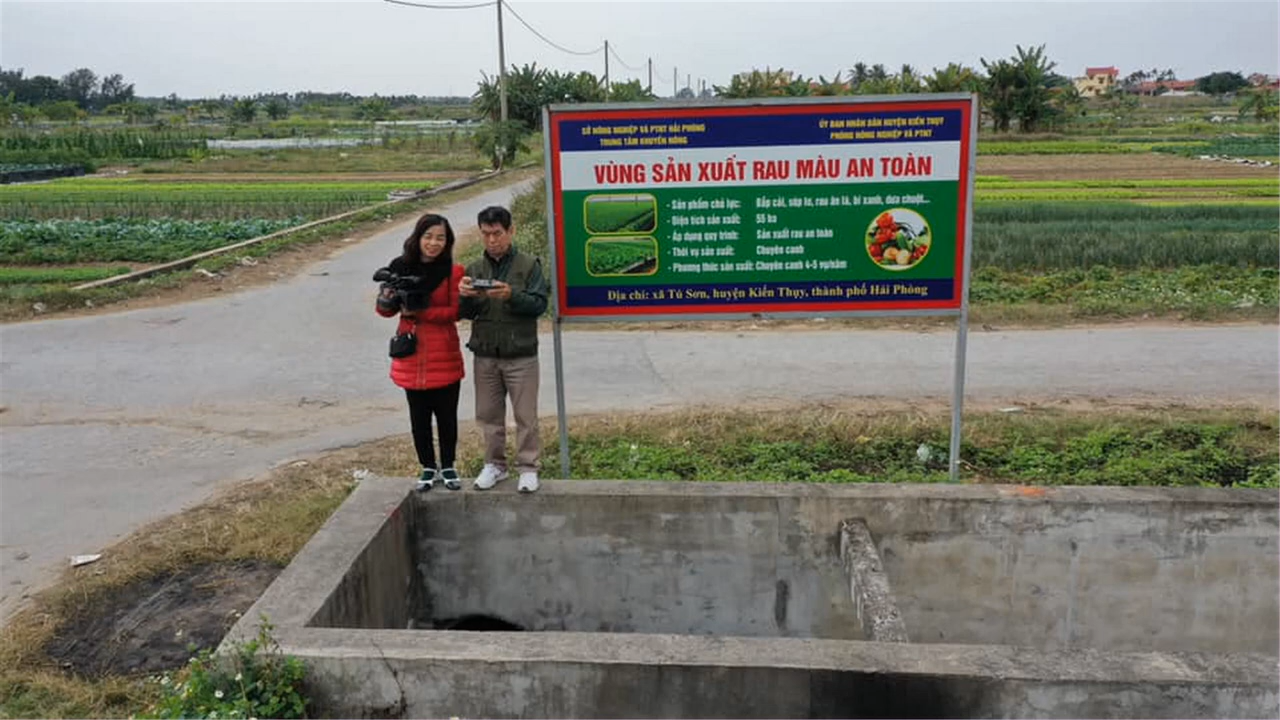 SỞ NÔNG NGHIỆP VÀ PTNT HẢI PHÒNG
TRUNG TÂM KHUYẾN NÔNG
ỦY BAN NHÂN DÂN HUYỆN KIẾN THỤY
PHÒNG NÔNG NGHIỆP VÀ PTNT
VÙNG SẢN XUẤT RAU MÀU AN TOÀN
- Sản phẩm chủ lực: Bắp cải, súp lơ, rau ăn lá, bí xanh, dưa chuột...
- Diện tích sản xuất: 55 ha
- Áp dụng quy trình: Sản xuất rau an toàn
- Thời vụ sản xuất: Chuyên canh
- Phương thức sản xuất: Chuyên canh 4-5 vụ/năm
Địa chỉ: xã Tú Sơn, huyện Kiến Thụy, thành phố Hải Phòng